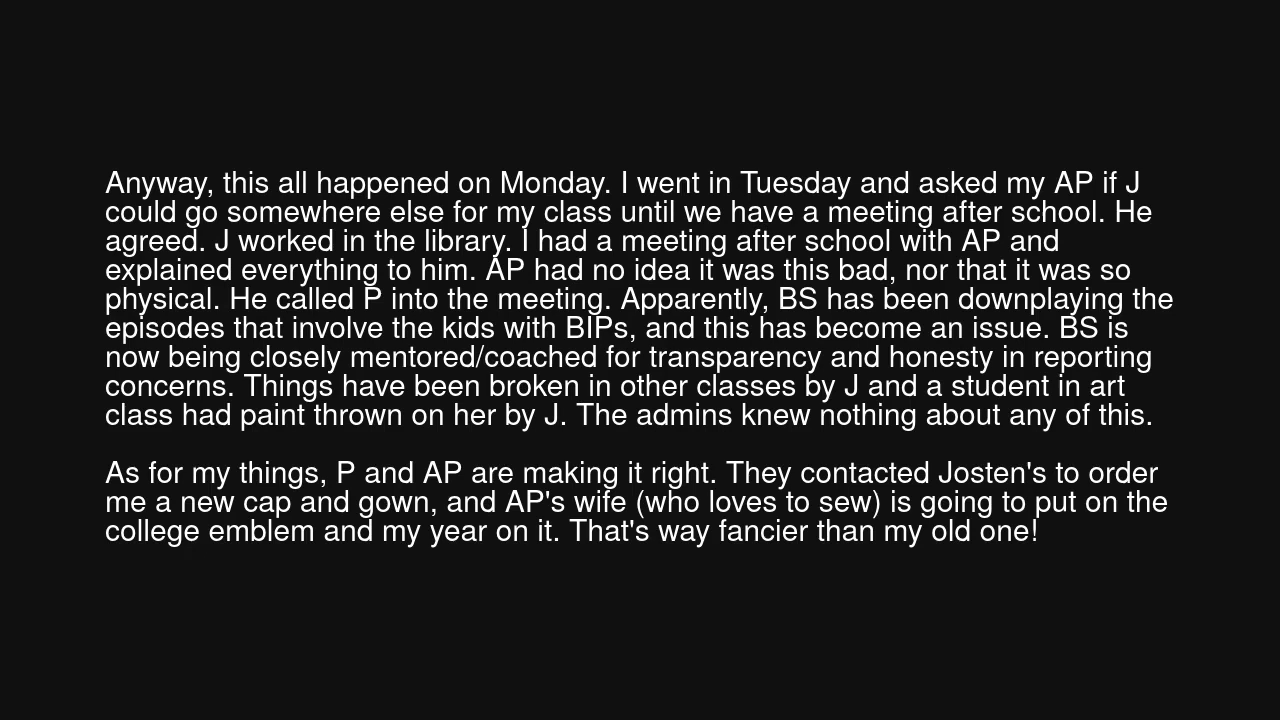 Anyway, this all happened on Monday. I went in Tuesday and asked my AP if J
could go somewhere else for my class until we have a meeting after school. He
agreed. J worked in the library. I had a meeting after school with AP and
explained everything to him. AP had no idea it was this bad, nor that it was so
physical. He called P into the meeting. Apparently, BS has been downplaying the
episodes that involve the kids with BIPs, and this has become an issue. BS is
now being closely mentored/coached for transparency and honesty in reporting
concerns. Things have been broken in other classes by J and a student in art
class had paint thrown on her by J. The admins knew nothing about any of this.

As for my things, P and AP are making it right. They contacted Josten's to order
me a new cap and gown, and AP's wife (who loves to sew) is going to put on the
college emblem and my year on it. That's way fancier than my old one!